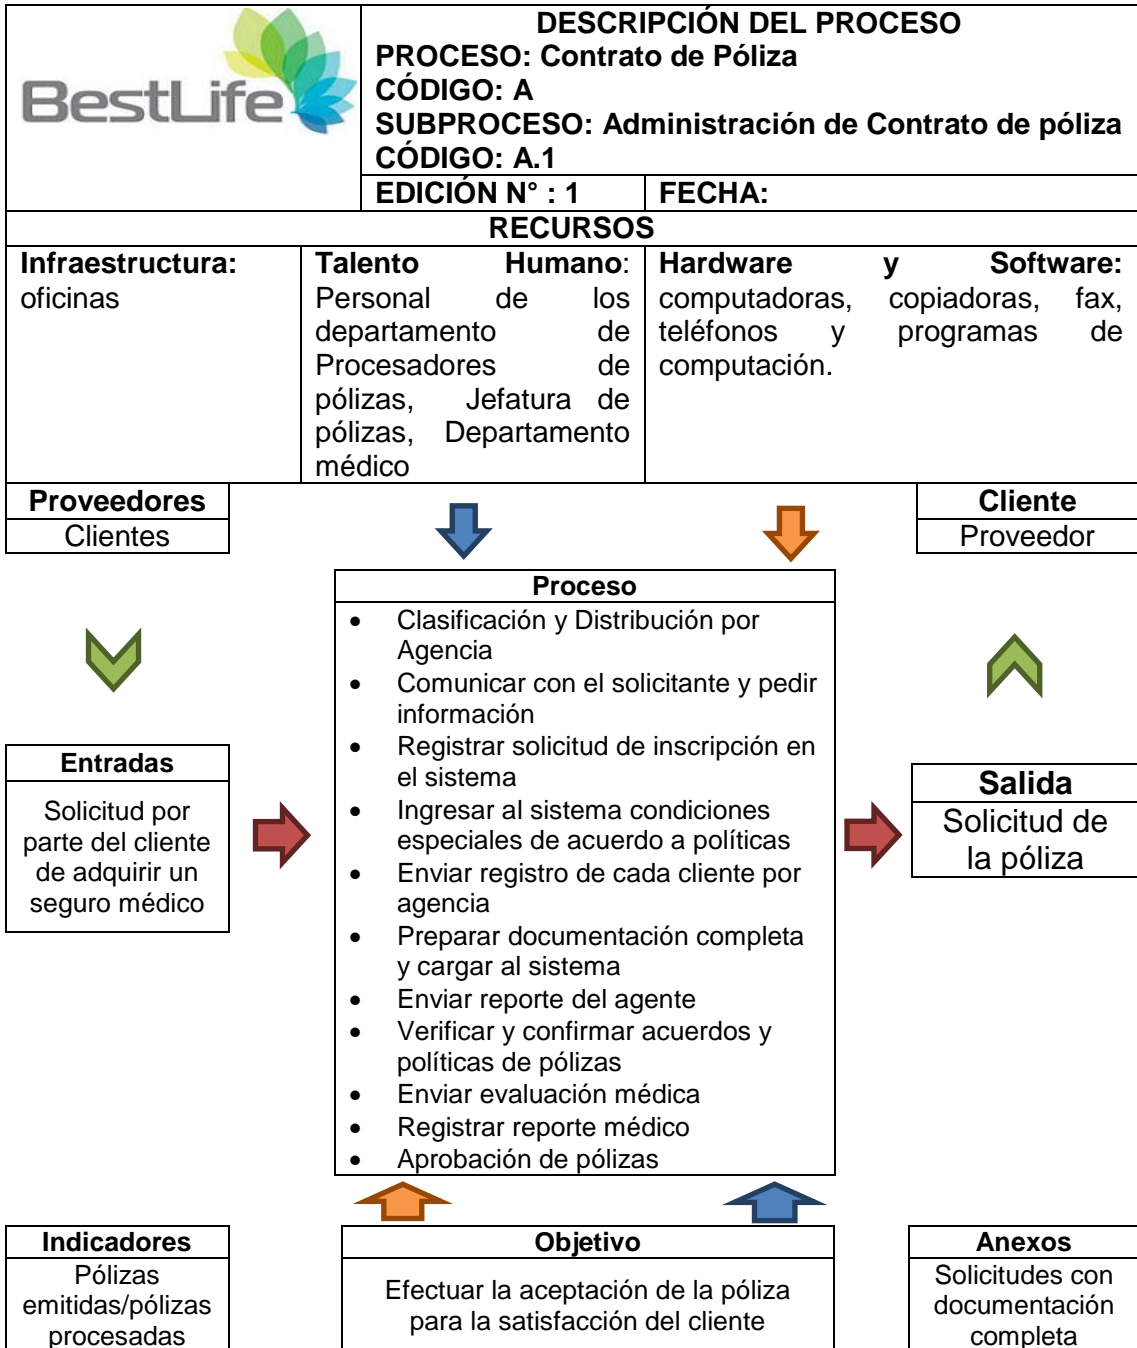 BestLife
DESCRIPCIÓN DEL PROCESO
PROCESO: Contrato de Póliza
CÓDIGO: A
SUBPROCESO: Administración de Contrato de póliza
CÓDIGO: A.1
EDICIÓN N° : 1
FECHA:
RECURSOS
Infraestructura:
oficinas
Talento Humano:
Personal de los
departamento de
Procesadores de
pólizas, Jefatura de
pólizas, Departamento
médico
Hardware y Software:
computadoras, copiadoras, fax,
teléfonos y programas de
computación.
Proveedores
Clientes
Cliente
Proveedor
Proceso
• Clasificación y Distribución por
Agencia
• Comunicar con el solicitante y pedir
información
• Registrar solicitud de inscripción en
el sistema
• Ingresar al sistema condiciones
especiales de acuerdo a políticas
• Enviar registro de cada cliente por
agencia
• Preparar documentación completa
y cargar al sistema
• Enviar reporte del agente
• Verificar y confirmar acuerdos y
políticas de pólizas
• Enviar evaluación médica
• Registrar reporte médico
• Aprobación de pólizas
Entradas
Solicitud por
parte del cliente
de adquirir un
seguro médico
Salida
Solicitud de
la póliza
Indicadores
Pólizas
emitidas/pólizas
procesadas
Objetivo
Efectuar la aceptación de la póliza
para la satisfacción del cliente
Anexos
Solicitudes con
documentación
completa